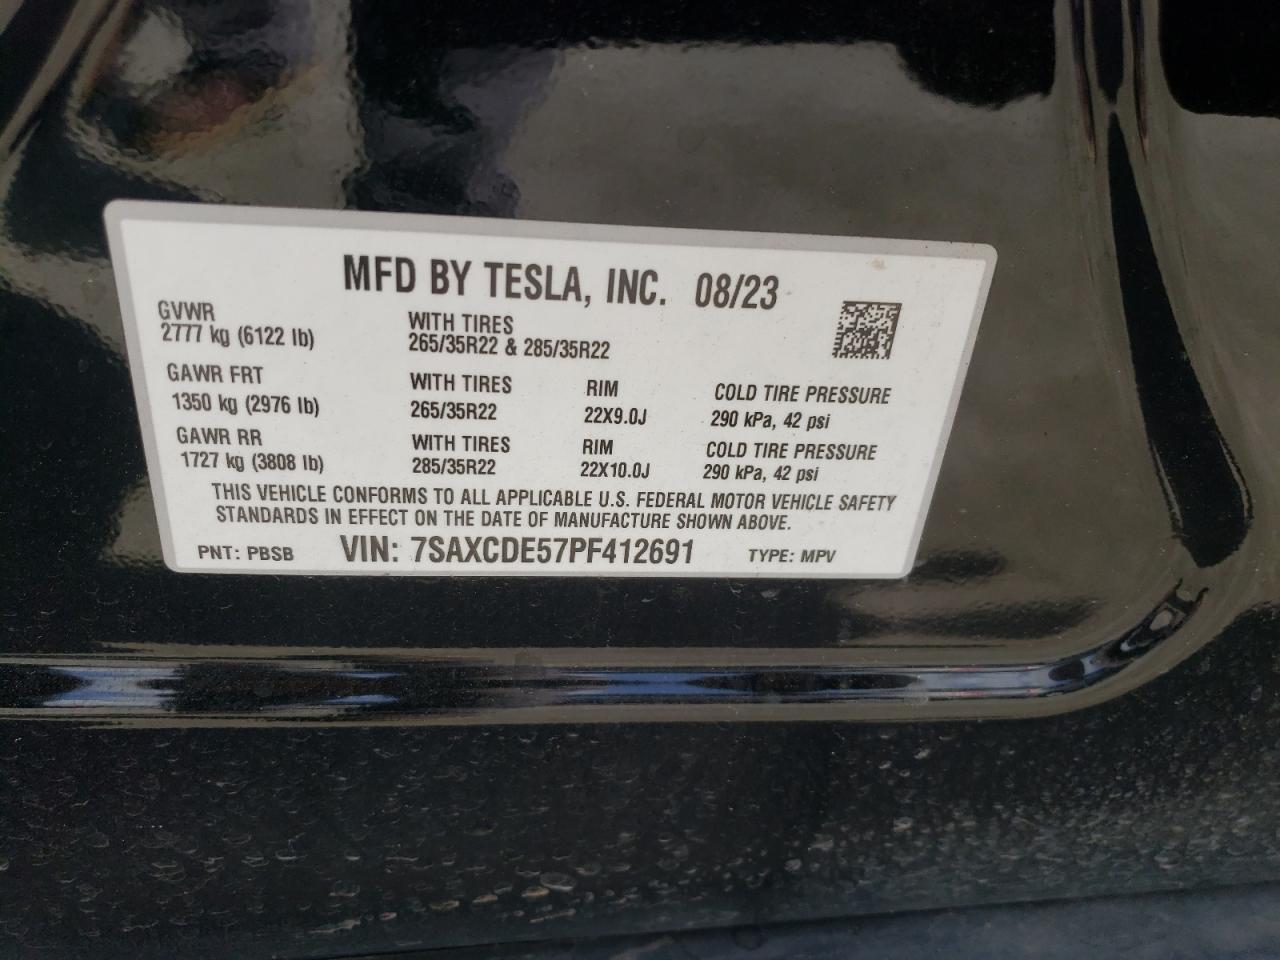 MFD BY TESLA, INC. 08/23
GVWR
2777 kg (6122 lb)
WITH TIRES
265/35R22 & 285/35R22
GAWR FRT
1350 kg (2976 lb)
WITH TIRES
265/35R22
RIM
22X9.0J
COLD TIRE PRESSURE
290 kPa, 42 psi
GAWR RR
1727 kg (3808 lb)
WITH TIRES
285/35R22
RIM
22X10.0J
COLD TIRE PRESSURE
290 kPa, 42 psi
THIS VEHICLE CONFORMS TO ALL APPLICABLE U.S. FEDERAL MOTOR VEHICLE SAFETY
STANDARDS IN EFFECT ON THE DATE OF MANUFACTURE SHOWN ABOVE.
PNT: PBSB VIN: 7SAXCDE57PF412691 TYPE: MPV